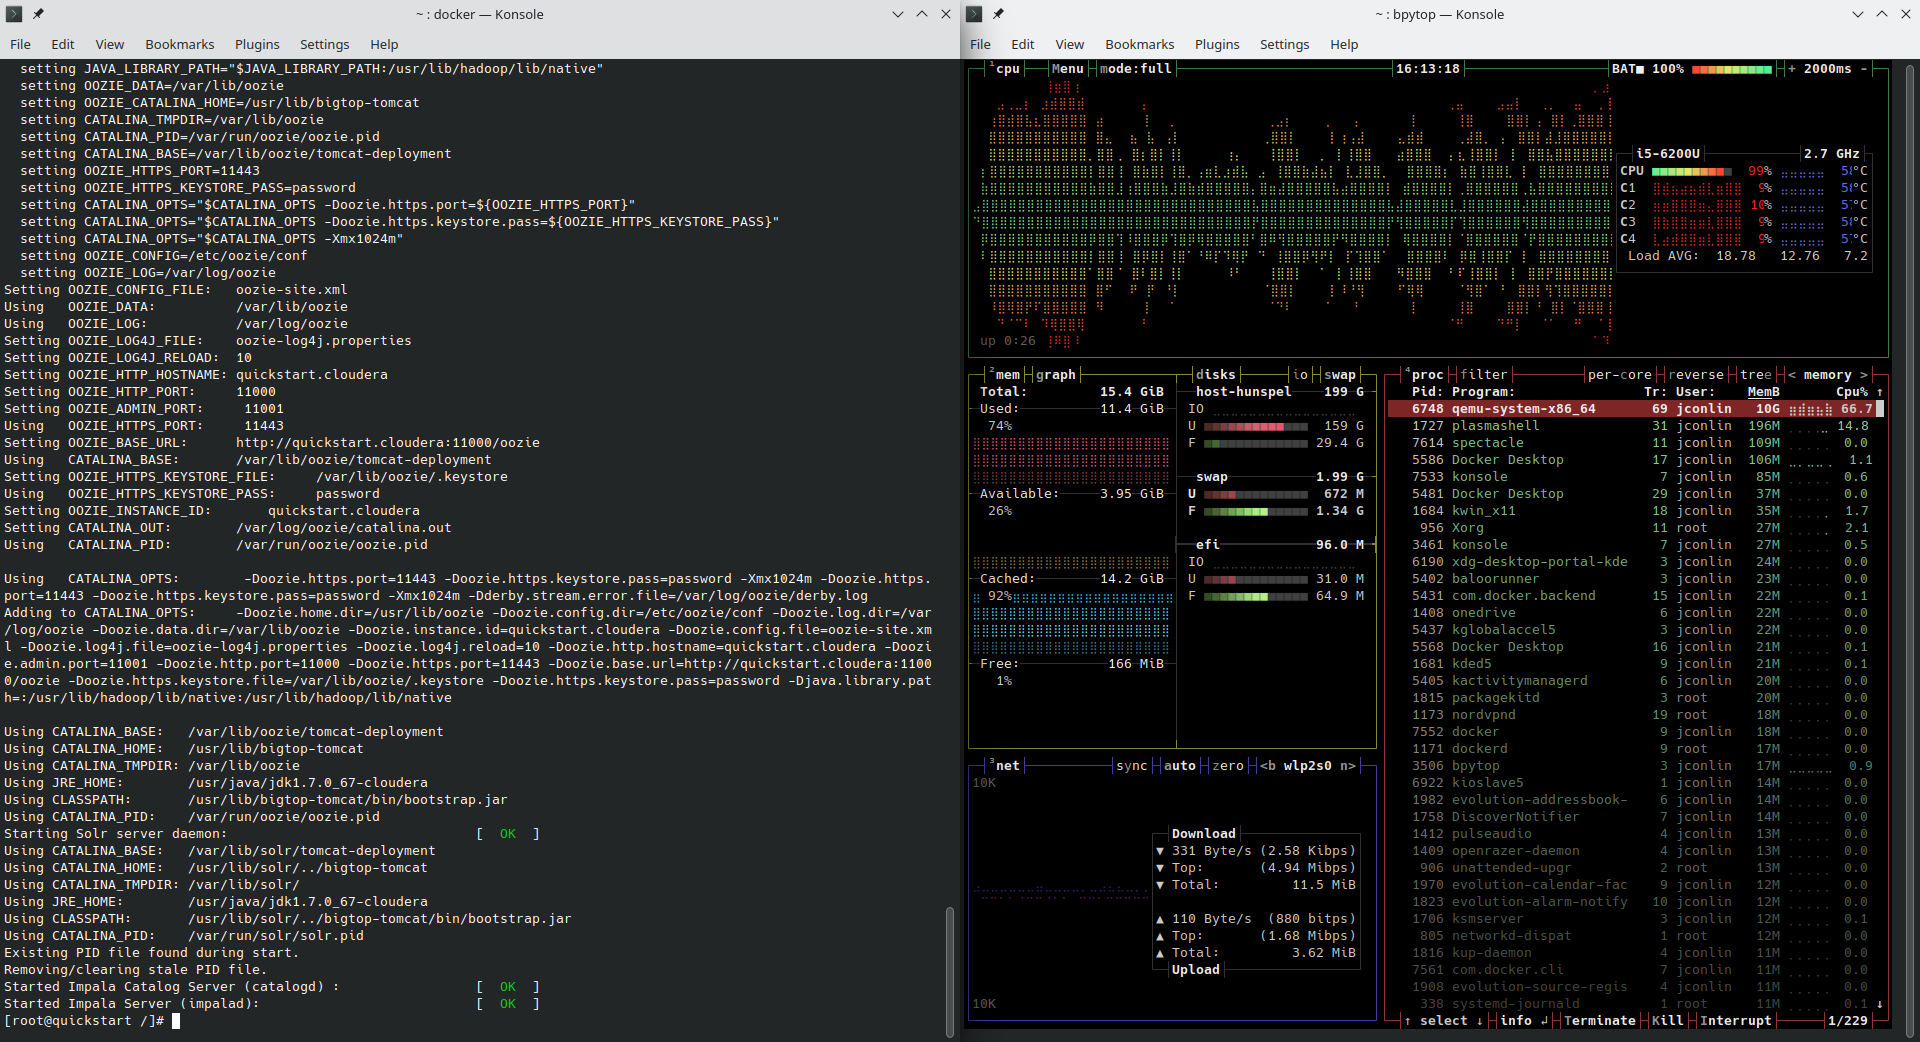 ~ : docker — Konsole
File Edit View Bookmarks Plugins Settings Help
setting JAVA_LIBRARY_PATH="$JAVA_LIBRARY_PATH:/usr/lib/hadoop/lib/native"
setting OOZIE_DATA=/var/lib/oozie
setting OOZIE_CATALINA_HOME=/usr/lib/bigtop-tomcat
setting CATALINA_TMPDIR=/var/lib/oozie
setting CATALINA_PID=/var/run/oozie/oozie.pid
setting CATALINA_BASE=/var/lib/oozie/tomcat-deployment
setting OOZIE_HTTPS_PORT=11443
setting OOZIE_HTTPS_KEYSTORE_PASS=password
setting CATALINA_OPTS="$CATALINA_OPTS -Doozie.https.port=${OOZIE_HTTPS_PORT}"
setting CATALINA_OPTS="$CATALINA_OPTS -Doozie.https.keystore.pass=${OOZIE_HTTPS_KEYSTORE_PASS}"
setting CATALINA_OPTS="$CATALINA_OPTS -Xmx1024m"
setting OOZIE_CONFIG=/etc/oozie/conf
setting OOZIE_LOG=/var/log/oozie
Setting OOZIE_CONFIG_FILE: oozie-site.xml
Using OOZIE_DATA: /var/lib/oozie
Using OOZIE_LOG: /var/log/oozie
Setting OOZIE_LOG4J_FILE: oozie-log4j.properties
Setting OOZIE_LOG4J_RELOAD: 10
Setting OOZIE_HTTP_HOSTNAME: quickstart.cloudera
Setting OOZIE_HTTP_PORT: 11000
Setting OOZIE_ADMIN_PORT: 11001
Using OOZIE_HTTPS_PORT: 11443
Setting OOZIE_BASE_URL: http://quickstart.cloudera:11000/oozie
Using CATALINA_BASE: /var/lib/oozie/tomcat-deployment
Setting OOZIE_HTTPS_KEYSTORE_FILE: /var/lib/oozie/.keystore
Using OOZIE_HTTPS_KEYSTORE_PASS: password
Setting OOZIE_INSTANCE_ID: quickstart.cloudera
Setting CATALINA_OUT: /var/log/oozie/catalina.out
Using CATALINA_PID: /var/run/oozie/oozie.pid
Using CATALINA_OPTS: -Doozie.https.port=11443 -Doozie.https.keystore.pass=password -Xmx1024m -Doozie.https.
port=11443 -Doozie.https.keystore.pass=password -Xmx1024m -Dderby.stream.error.file=/var/log/oozie/derby.log
Adding to CATALINA_OPTS: -Doozie.home.dir=/usr/lib/oozie -Doozie.config.dir=/etc/oozie/conf -Doozie.log.dir=/var
/log/oozie -Doozie.data.dir=/var/lib/oozie -Doozie.instance.id=quickstart.cloudera -Doozie.config.file=oozie-site.xm
l -Doozie.log4j.file=oozie-log4j.properties -Doozie.log4j.reload=10 -Doozie.http.hostname=quickstart.cloudera -Doozi
e.admin.port=11001 -Doozie.http.port=11000 -Doozie.https.port=11443 -Doozie.base.url=http://quickstart.cloudera:1100
0/oozie -Doozie.https.keystore.file=/var/lib/oozie/.keystore -Doozie.https.keystore.pass=password -Djava.library.pat
h=:/usr/lib/hadoop/lib/native:/usr/lib/hadoop/lib/native
Using CATALINA_BASE: /var/lib/oozie/tomcat-deployment
Using CATALINA_HOME: /usr/lib/bigtop-tomcat
Using CATALINA_TMPDIR: /var/lib/oozie
Using JRE_HOME: /usr/java/jdk1.7.0_67-cloudera
Using CLASSPATH: /usr/lib/bigtop-tomcat/bin/bootstrap.jar
Using CATALINA_PID: /var/run/oozie/oozie.pid
Starting Solr server daemon: [ OK ]
Using CATALINA_BASE: /var/lib/solr/tomcat-deployment
Using CATALINA_HOME: /usr/lib/solr/../bigtop-tomcat
Using CATALINA_TMPDIR: /var/lib/solr/
Using JRE_HOME: /usr/java/jdk1.7.0_67-cloudera
Using CLASSPATH: /usr/lib/solr/../bigtop-tomcat/bin/bootstrap.jar
Using CATALINA_PID: /var/run/solr/solr.pid
Existing PID file found during start.
Removing/clearing stale PID file.
Started Impala Catalog Server (catalogd) : [ OK ]
Started Impala Server (impalad): [ OK ]
[root@quickstart /]#
~ : bpytop — Konsole
File Edit View Bookmarks Plugins Settings Help
¹cpu Menu mode:full 16:13:18 BAT■ 100% + 2000ms -
i5-6200U 2.7 GHz
CPU 99% °C
C1 °C
C2 °C
C3 °C
C4 °C
Load AVG: 18.78 12.76 7.2
up 0:26
²mem graph disks io swap
Total: 15.4 GiB
Used: 11.4 GiB
74%
Available: 3.95 GiB
26%
Cached: 14.2 GiB
92%
Free: 166 MiB
1%
host-hunspel 199 G
IO
U 159 G
F 29.4 G
swap 1.99 G
U 672 M
F 1.34 G
efi 96.0 M
IO
U 31.0 M
F 64.9 M
³net sync auto zero <b wlp2s0 n>
10K
Download
▼ 331 Byte/s (2.58 Kibps)
▼ Top: (4.94 Mibps)
▼ Total: 11.5 MiB
▲ 110 Byte/s (880 bitps)
▲ Top: (1.68 Mibps)
▲ Total: 3.62 MiB
Upload
10K
⁴proc filter per-core reverse tree < memory >
Pid: Program: Tr: User: MemB Cpu% ↑
6748 qemu-system-x86_64 69 jconlin 10G 66.7
1727 plasmashell 31 jconlin 196M 14.8
7614 spectacle 11 jconlin 109M 0.0
5586 Docker Desktop 17 jconlin 106M 1.1
7533 konsole 7 jconlin 85M 0.6
5481 Docker Desktop 29 jconlin 37M 0.0
1684 kwin_x11 18 jconlin 35M 1.7
956 Xorg 11 root 27M 2.1
3461 konsole 7 jconlin 27M 0.5
6190 xdg-desktop-portal-kde 3 jconlin 24M 0.0
5402 baloorunner 3 jconlin 23M 0.0
5431 com.docker.backend 15 jconlin 22M 0.1
1408 onedrive 6 jconlin 22M 0.0
5437 kglobalaccel5 3 jconlin 22M 0.0
5568 Docker Desktop 16 jconlin 21M 0.1
1681 kded5 9 jconlin 21M 0.1
5405 kactivitymanagerd 6 jconlin 20M 0.0
1815 packagekitd 3 root 20M 0.0
1173 nordvpnd 19 root 18M 0.0
7552 docker 9 jconlin 18M 0.0
1171 dockerd 9 root 17M 0.0
3506 bpytop 3 jconlin 17M 0.9
6922 kioslave5 1 jconlin 14M 0.0
1982 evolution-addressbook- 6 jconlin 14M 0.0
1758 DiscoverNotifier 7 jconlin 14M 0.0
1412 pulseaudio 4 jconlin 13M 0.0
1409 openrazer-daemon 4 jconlin 13M 0.0
906 unattended-upgr 2 root 13M 0.0
1970 evolution-calendar-fac 9 jconlin 12M 0.0
1823 evolution-alarm-notify 10 jconlin 12M 0.0
1706 ksmserver 3 jconlin 12M 0.1
805 networkd-dispat 1 root 12M 0.0
1816 kup-daemon 4 jconlin 11M 0.0
7561 com.docker.cli 7 jconlin 11M 0.0
1908 evolution-source-regis 4 jconlin 11M 0.0
338 systemd-journald 1 root 11M 0.1 ↓
↑ select ↓ info ↲ Terminate Kill Interrupt 1/229